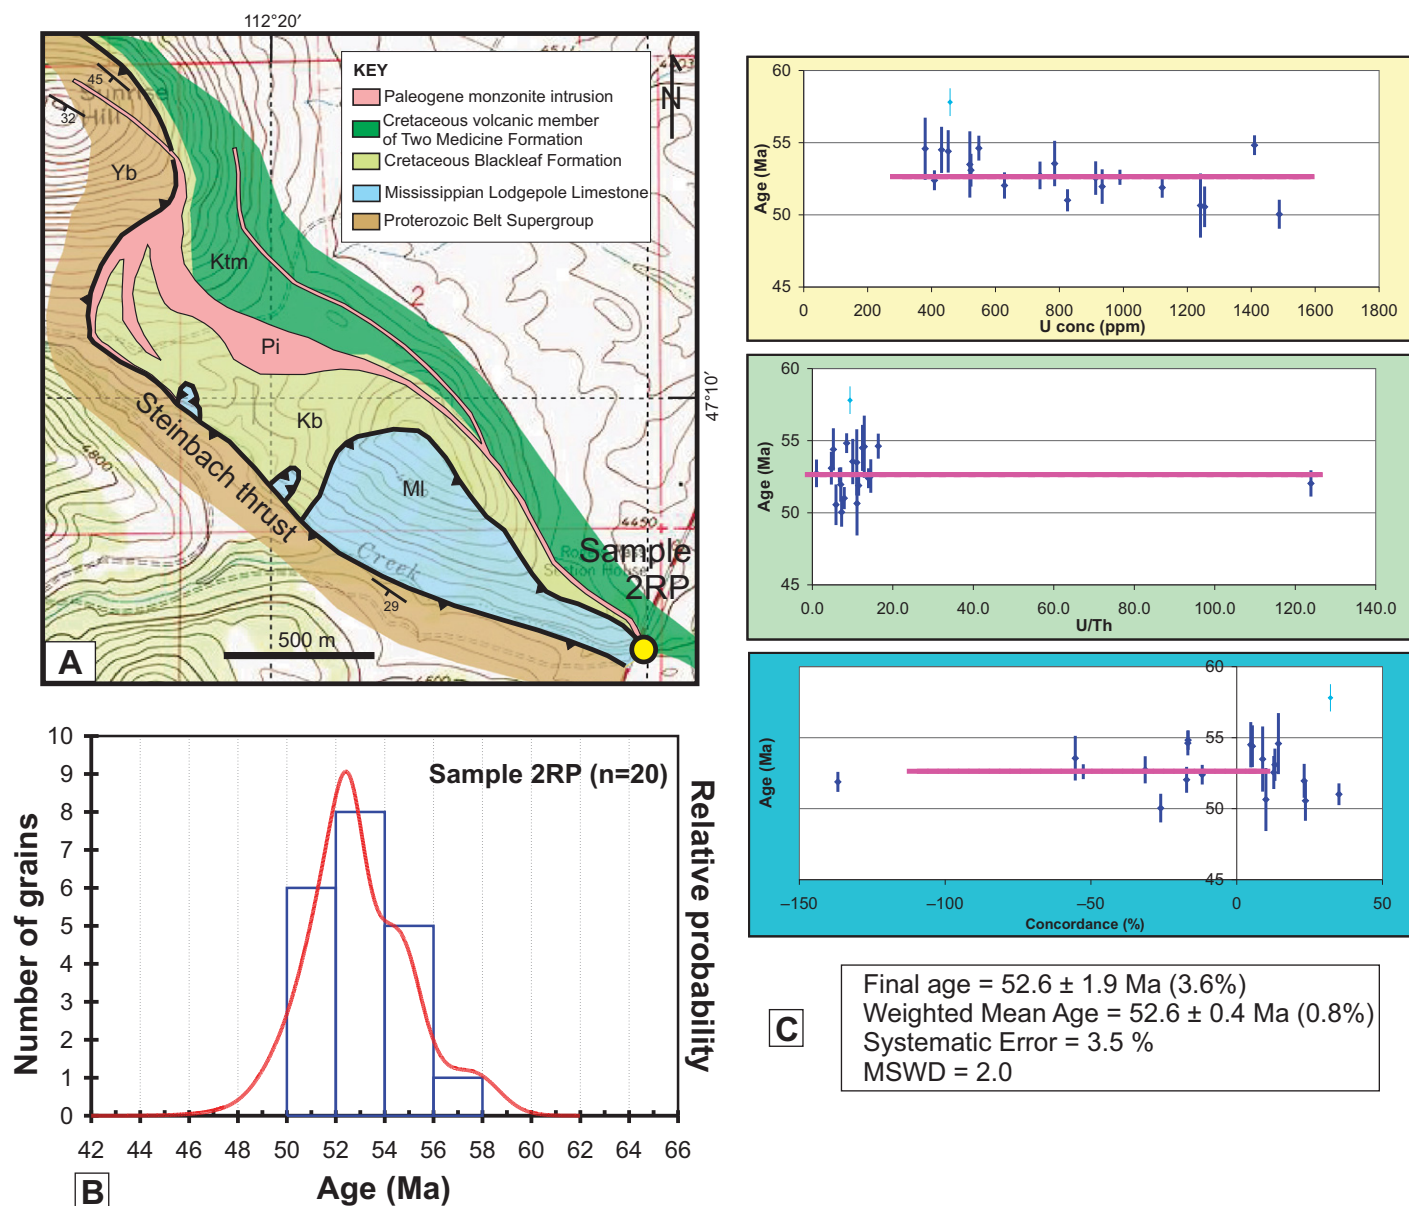 112°20′
KEY
Paleogene monzonite intrusion
Cretaceous volcanic member
of Two Medicine Formation
Cretaceous Blackleaf Formation
Mississippian Lodgepole Limestone
Proterozoic Belt Supergroup
N
45
Sunrise
Hill
32
Yb
Ktm
2
Pi
47°10′
Kb
Steinbach thrust
4800
Ml
4450
Creek
Sample
2RP
29
500 m
A
60
55
50
45
Age (Ma)
0 200 400 600 800 1000 1200 1400 1600 1800
U conc (ppm)
60
55
50
45
Age (Ma)
0.0 20.0 40.0 60.0 80.0 100.0 120.0 140.0
U/Th
60
55
50
45
Age (Ma)
–150 –100 –50 0 50
Concordance (%)
10
9
8
7
6
5
4
3
2
1
0
Number of grains
Sample 2RP (n=20)
Relative probability
42 44 46 48 50 52 54 56 58 60 62 64 66
Age (Ma)
B
C
Final age = 52.6 ± 1.9 Ma (3.6%)
Weighted Mean Age = 52.6 ± 0.4 Ma (0.8%)
Systematic Error = 3.5 %
MSWD = 2.0